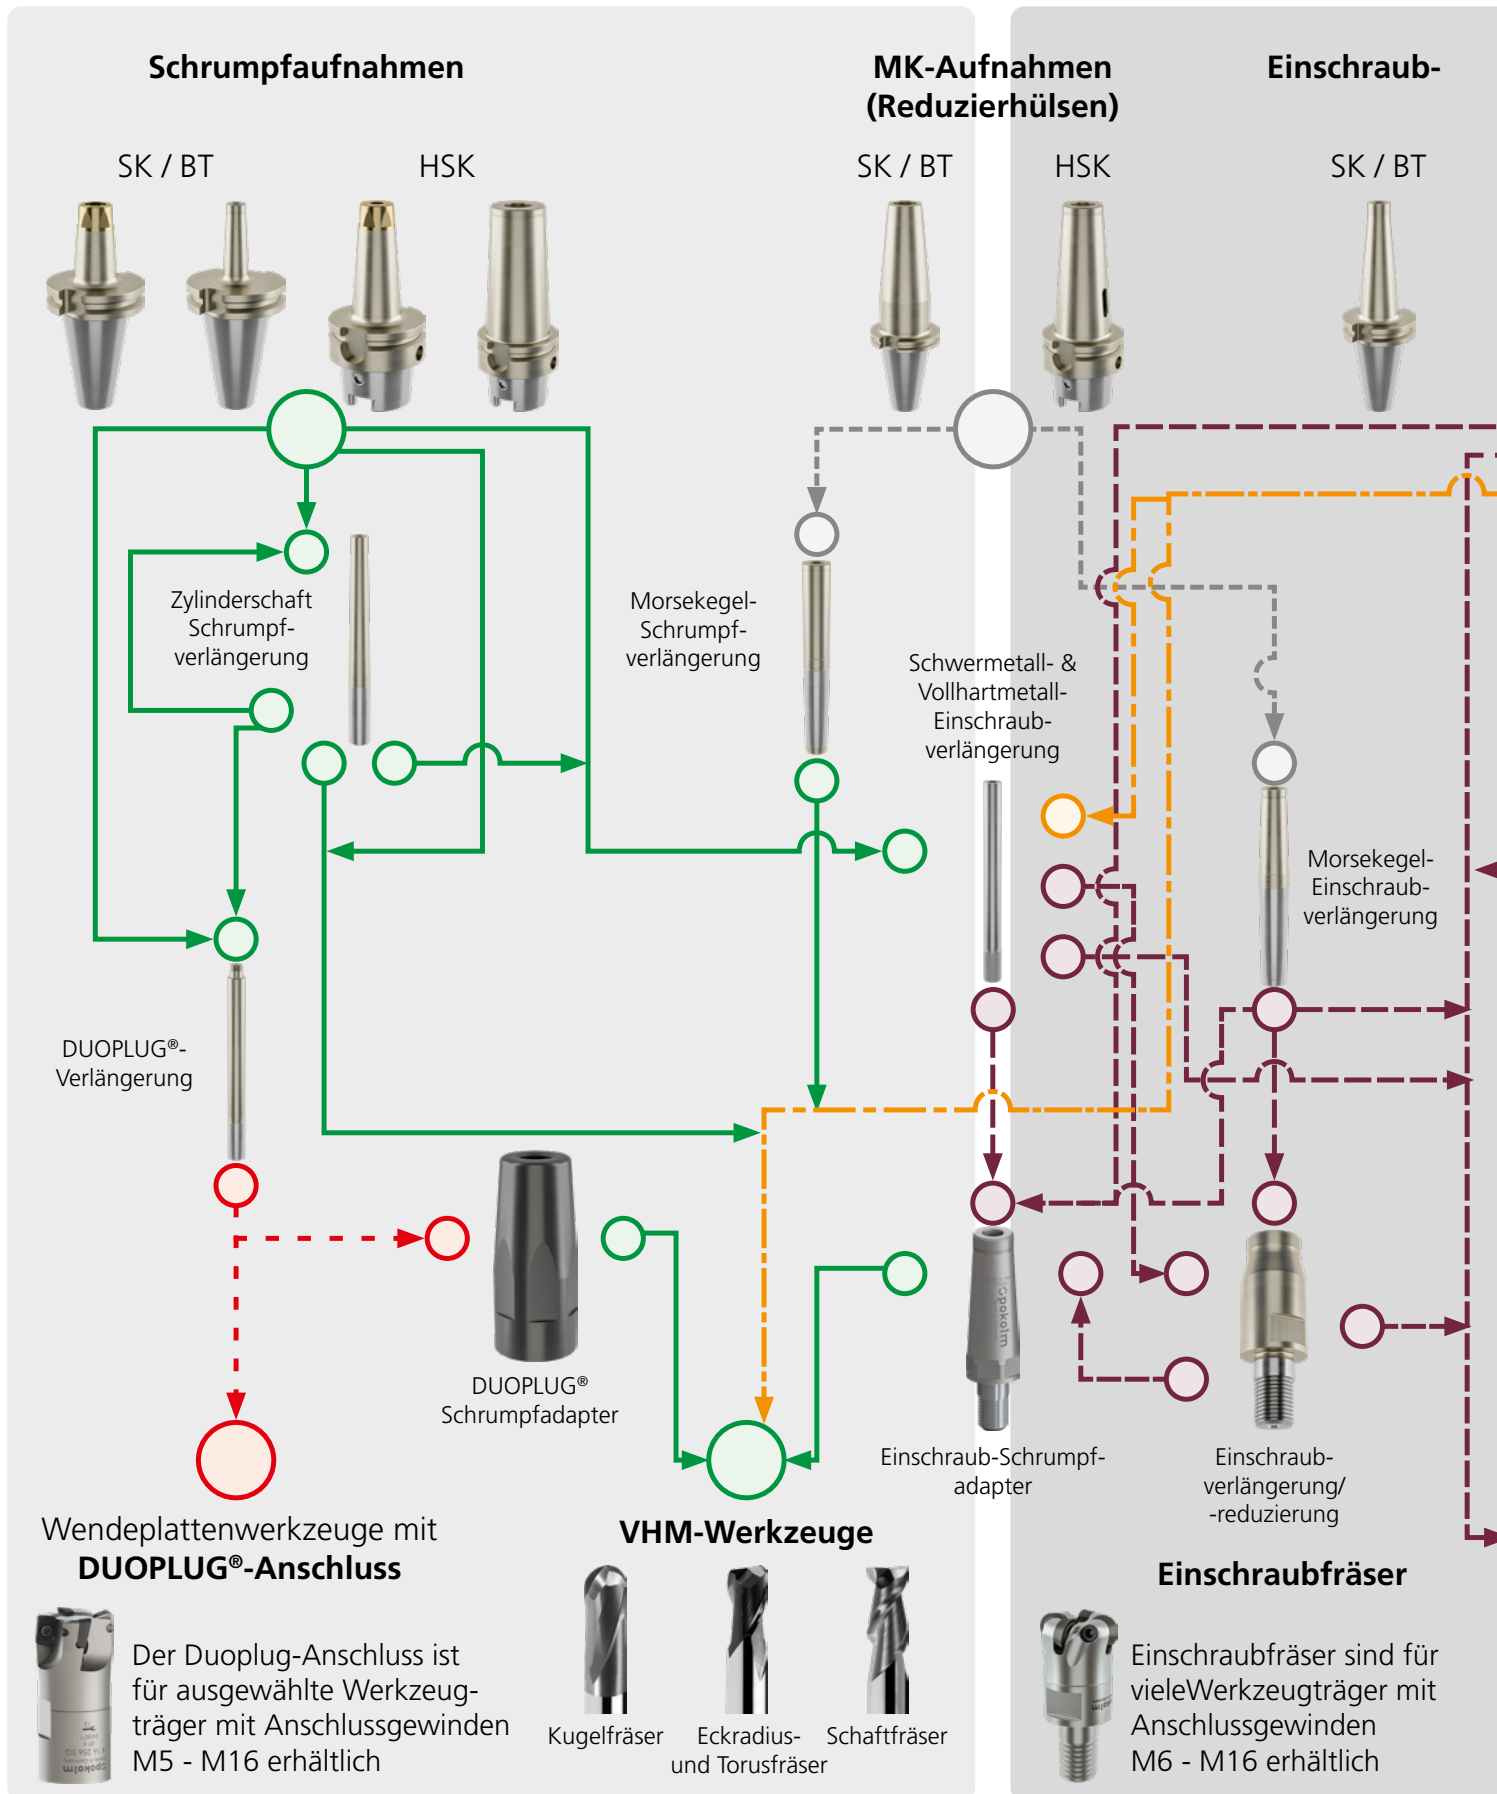 Schrumpfaufnahmen
MK-Aufnahmen
(Reduzierhülsen)
Einschraub-
SK / BT
HSK
SK / BT
HSK
SK / BT
Zylinderschaft
Schrumpf-
verlängerung
Morsekegel-
Schrumpf-
verlängerung
Schwermetall- &
Vollhartmetall-
Einschraub-
verlängerung
Morsekegel-
Einschraub-
verlängerung
DUOPLUG®-
Verlängerung
DUOPLUG®
Schrumpfadapter
pokolm
Einschraub-Schrumpf-
adapter
Einschraub-
verlängerung/
-reduzierung
Wendeplattenwerkzeuge mit
DUOPLUG®-Anschluss
Der Duoplug-Anschluss ist
für ausgewählte Werkzeug-
träger mit Anschlussgewinden
M5 - M16 erhältlich
pokolm
VHM-Werkzeuge
Kugelfräser
Eckradius-
und Torusfräser
Schaftfräser
Einschraubfräser
Einschraubfräser sind für
vieleWerkzeugträger mit
Anschlussgewinden
M6 - M16 erhältlich
pokolm